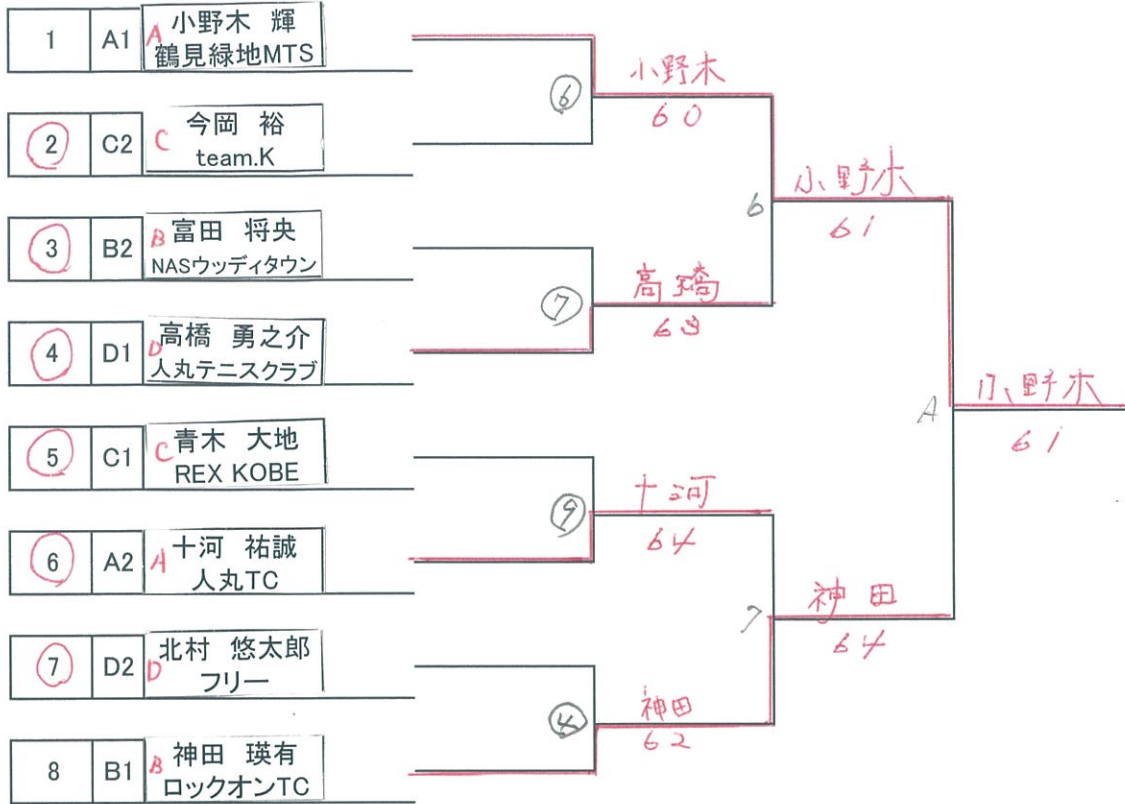 1 A1 A 小野木 輝
鶴見緑地MTS
2 C2 C 今岡 裕
team.K
3 B2 B 富田 将央
NASウッディタウン
4 D1 D 高橋 勇之介
人丸テニスクラブ
5 C1 C 青木 大地
REX KOBE
6 A2 A 十河 祐誠
人丸TC
7 D2 D 北村 悠太郎
フリー
8 B1 B 神田 瑛有
ロックオンTC
⑥
小野木
60
⑦
高橋
63
⑨
十河
64
④
神田
62
6
小野木
61
7
神田
64
A
小野木
61